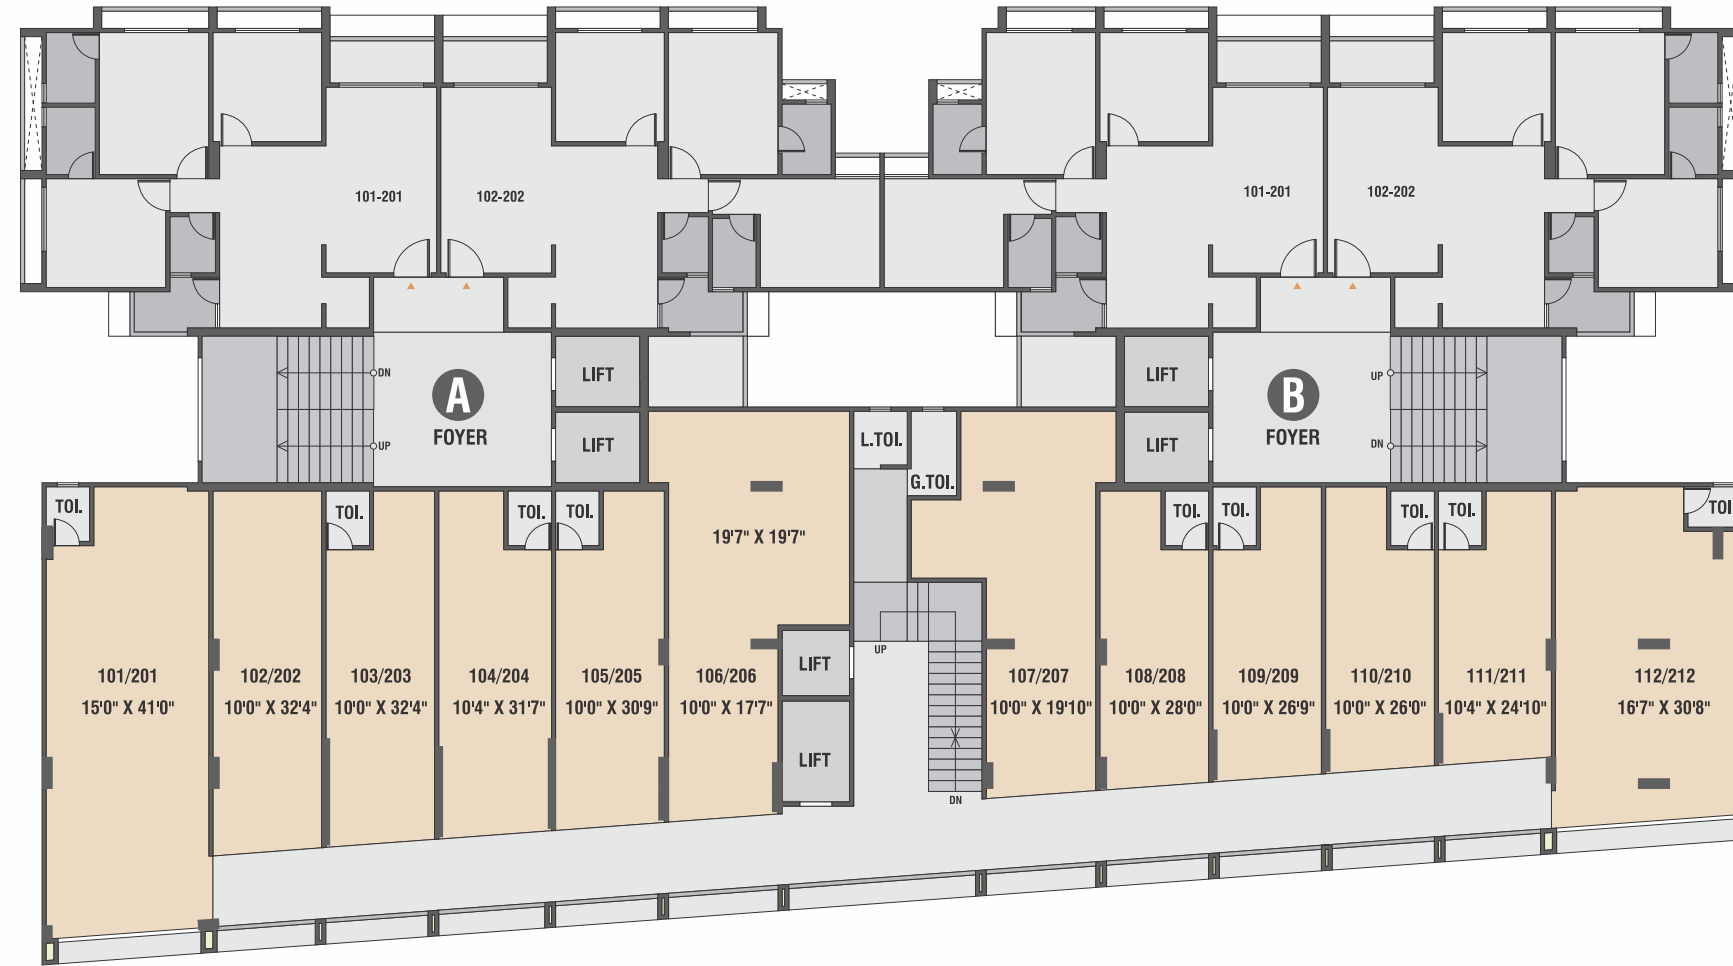 101-201
102-202
101-201
102-202
DN
UP
A
FOYER
LIFT
LIFT
LIFT
LIFT
B
FOYER
UP
DN
L.TOI.
G.TOI.
TOI.
TOI.
TOI.
TOI.
TOI.
TOI.
TOI.
TOI.
TOI
19'7" X 19'7"
101/201
15'0" X 41'0"
102/202
10'0" X 32'4"
103/203
10'0" X 32'4"
104/204
10'4" X 31'7"
105/205
10'0" X 30'9"
106/206
10'0" X 17'7"
LIFT
LIFT
UP
DN
107/207
10'0" X 19'10"
108/208
10'0" X 28'0"
109/209
10'0" X 26'9"
110/210
10'0" X 26'0"
111/211
10'4" X 24'10"
112/212
16'7" X 30'8"